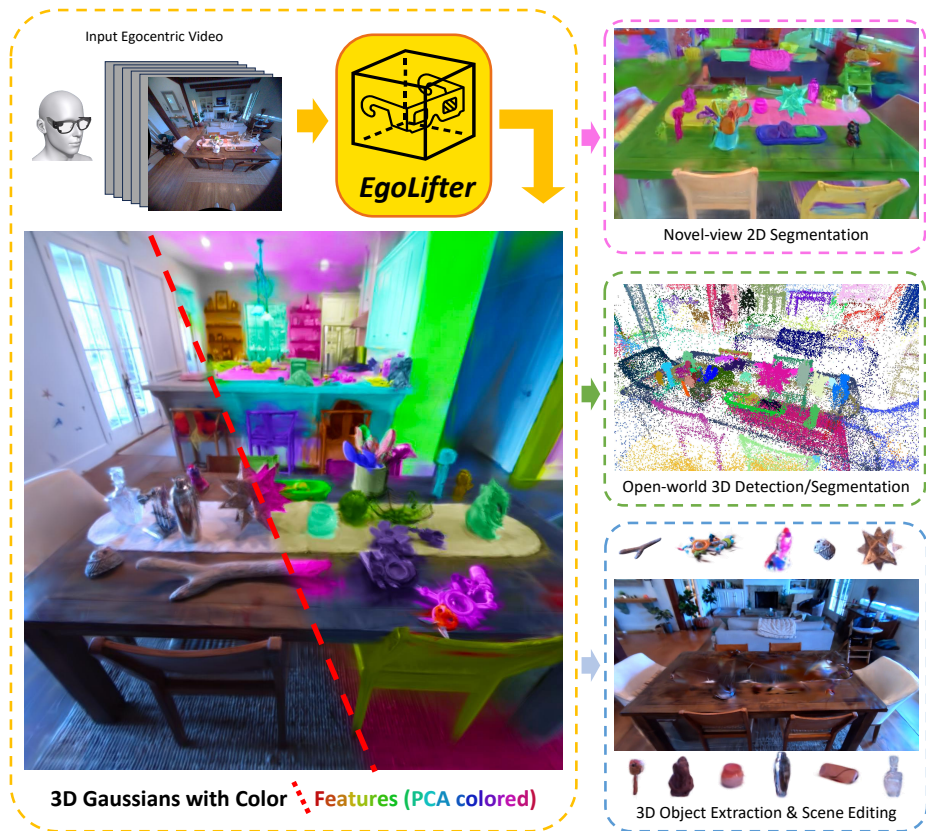 Input Egocentric Video
EgoLifter
3D Gaussians with Color
Features (PCA colored)
Novel-view 2D Segmentation
Open-world 3D Detection/Segmentation
3D Object Extraction & Scene Editing